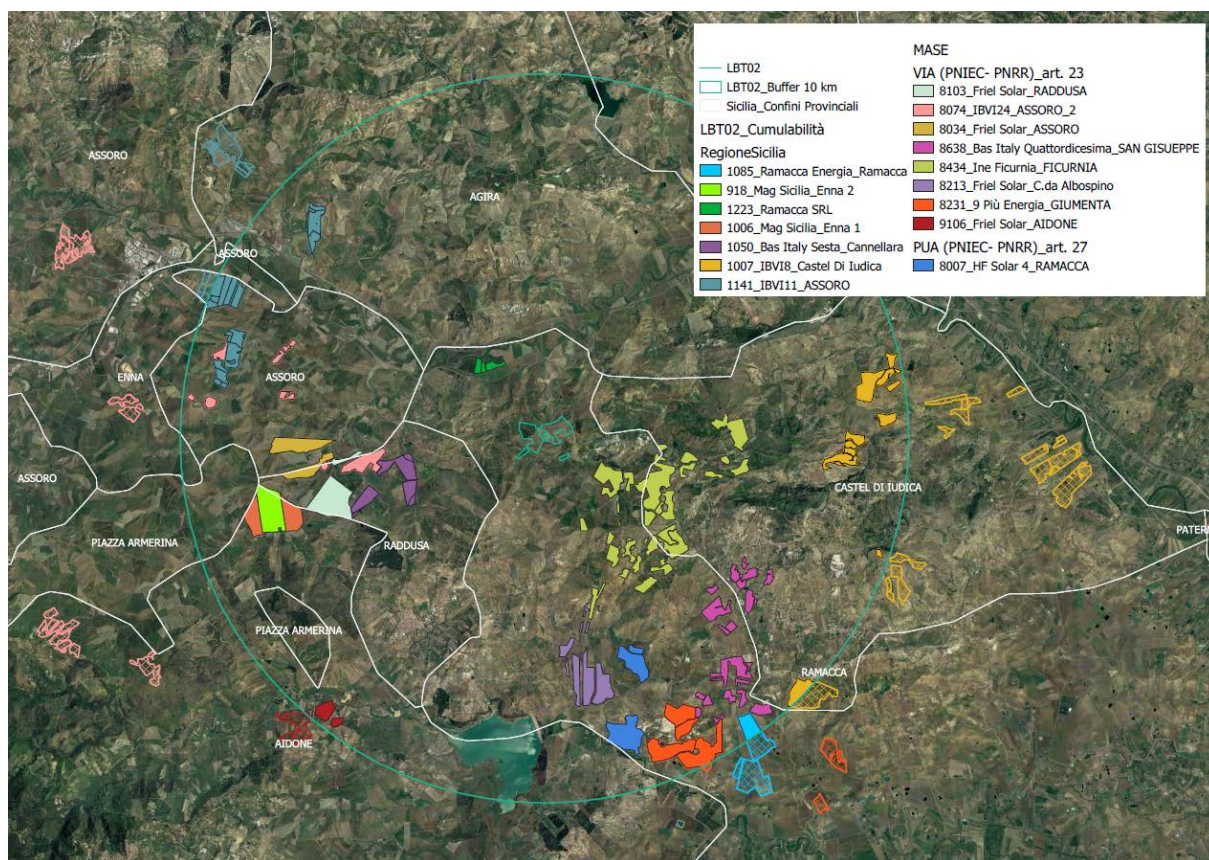 LBT02
LBT02_Buffer 10 km
Sicilia_Confini Provinciali
LBT02_Cumulabilità
RegioneSicilia
1085_Ramacca Energia_Ramacca
918_Mag Sicilia_Enna 2
1223_Ramacca SRL
1006_Mag Sicilia_Enna 1
1050_Bas Italy Sesta_Cannellara
1007_IBVI8_Castel Di Iudica
1141_IBVI11_ASSORO
MASE
VIA (PNIEC- PNRR)_art. 23
8103_Friel Solar_RADDUSA
8074_IBVI24_ASSORO_2
8034_Friel Solar_ASSORO
8638_Bas Italy Quattordicesima_SAN GISUEPPE
8434_Ine Ficurnia_FICURNIA
8213_Friel Solar_C.da Albospino
8231_9 Più Energia_GIUMENTA
9106_Friel Solar_AIDONE
PUA (PNIEC- PNRR)_art. 27
8007_HF Solar 4_RAMACCA
ASSORO
AGIRA
ASSORO
ENNA
ASSORO
ASSORO
CASTEL DI IUDICA
PATER
PIAZZA ARMERINA
RADDUSA
PIAZZA ARMERINA
RAMACCA
AIDONE